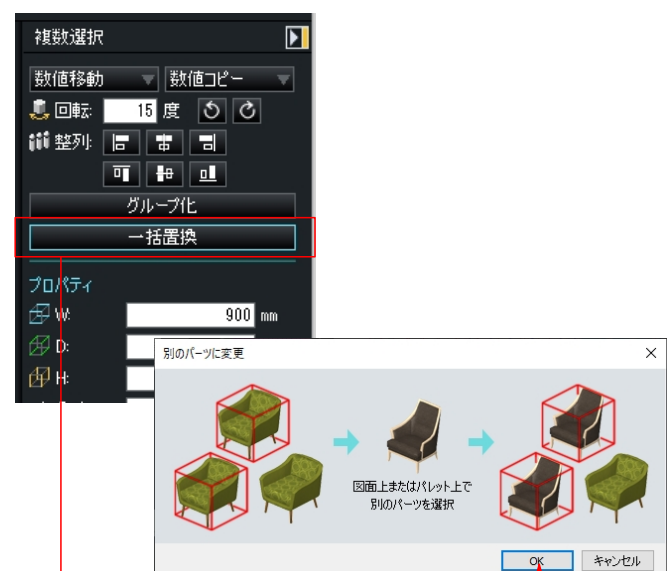 複数選択
数値移動 数値コピー
回転: 15 度
整列:
グループ化
一括置換
プロパティ
W: 900 mm
D:
H:
別のパーツに変更
図面上またはパレット上で
別のパーツを選択
OK キャンセル